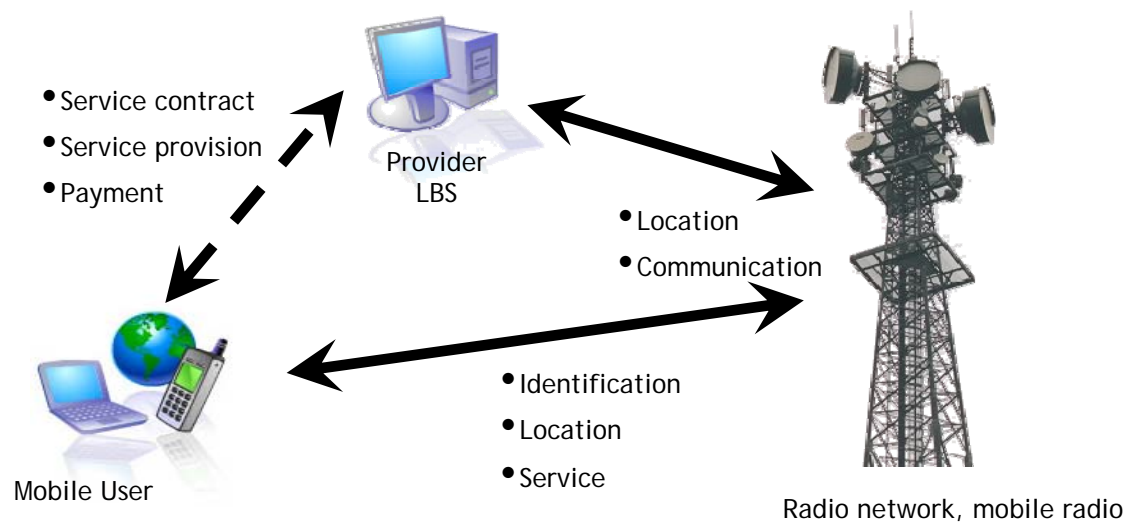 • Service contract
• Service provision
• Payment
Provider
LBS
• Location
• Communication
• Identification
• Location
• Service
Mobile User
Radio network, mobile radio